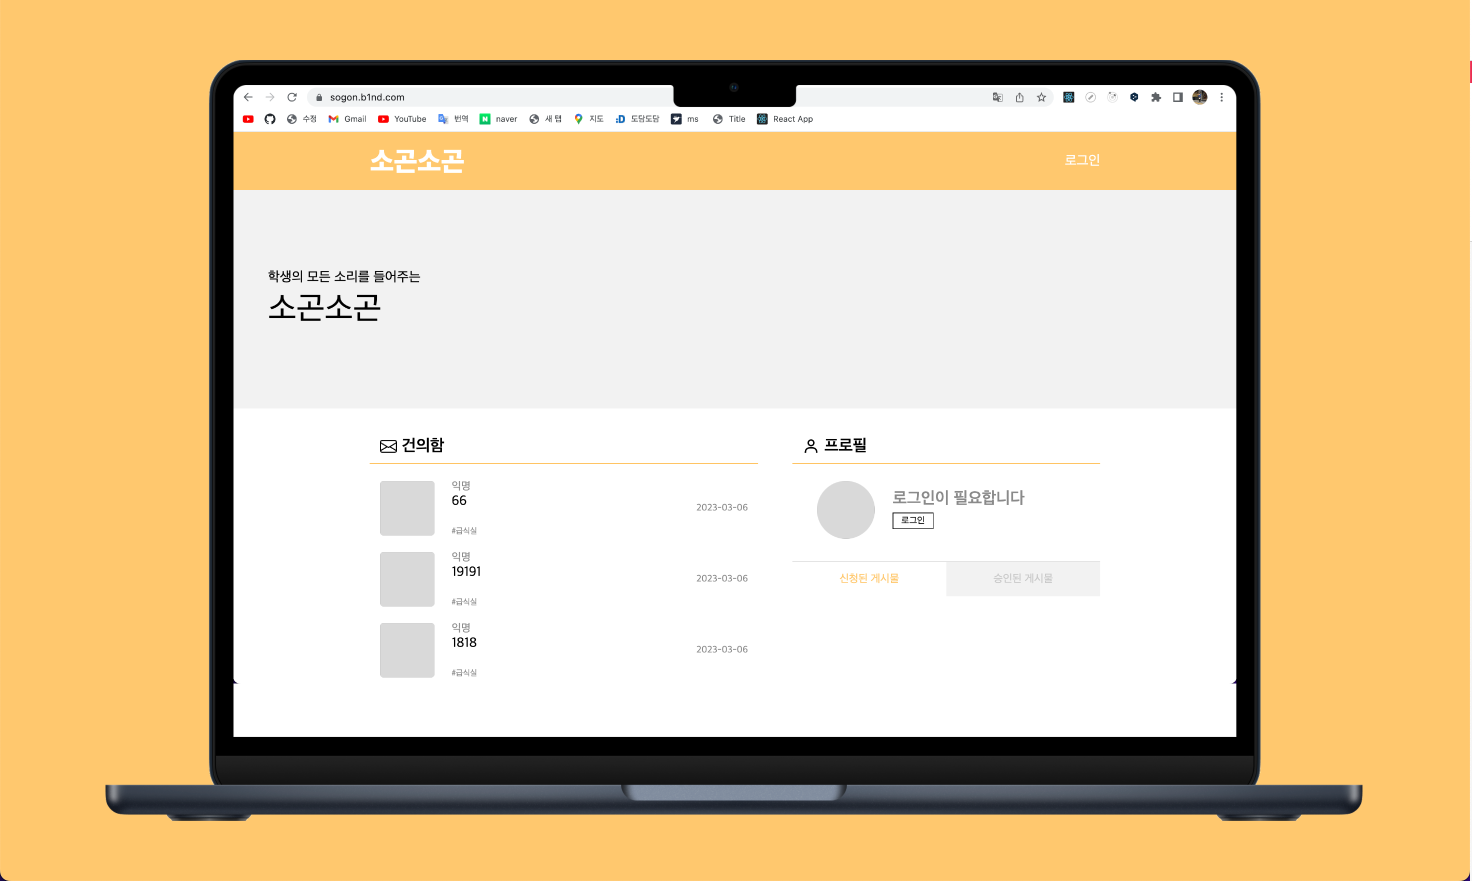 sogon.b1nd.com
수정 Gmail YouTube 번역 naver 새 탭 지도 도담도담 ms Title React App
소곤소곤
로그인
학생의 모든 소리를 들어주는
소곤소곤
건의함
익명
66
2023-03-06
#급식실
익명
19191
2023-03-06
#급식실
익명
1818
2023-03-06
#급식실
프로필
로그인이 필요합니다
로그인
신청된 게시물 승인된 게시물